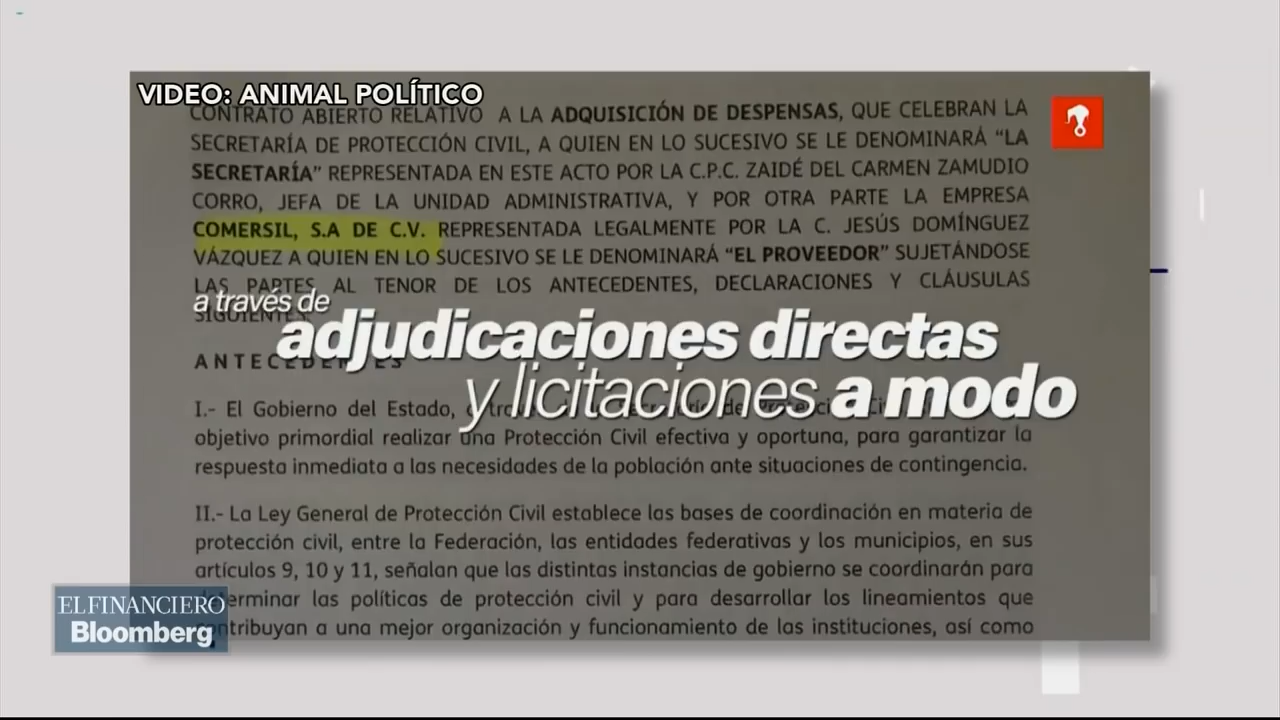 VIDEO: ANIMAL POLÍTICO
CONTRATO ABIERTO RELATIVO A LA ADQUISICIÓN DE DESPENSAS, QUE CELEBRAN LA
SECRETARÍA DE PROTECCIÓN CIVIL, A QUIEN EN LO SUCESIVO SE LE DENOMINARÁ “LA
SECRETARÍA” REPRESENTADA EN ESTE ACTO POR LA C.P.C. ZAIDÉ DEL CARMEN ZAMUDIO
CORRO, JEFA DE LA UNIDAD ADMINISTRATIVA, Y POR OTRA PARTE LA EMPRESA
COMERSIL, S.A DE C.V. REPRESENTADA LEGALMENTE POR LA C. JESÚS DOMÍNGUEZ
VÁZQUEZ A QUIEN EN LO SUCESIVO SE LE DENOMINARÁ “EL PROVEEDOR” SUJETÁNDOSE
LAS PARTES AL TENOR DE LOS ANTECEDENTES, DECLARACIONES Y CLÁUSULAS
SIGUIENTES.
a través de
adjudicaciones directas
y licitaciones a modo
ANTECEDENTES
I.- El Gobierno del Estado,
objetivo primordial realizar una Protección Civil efectiva y oportuna, para garantizar la
respuesta inmediata a las necesidades de la población ante situaciones de contingencia.
II.- La Ley General de Protección Civil establece las bases de coordinación en materia de
protección civil, entre la Federación, las entidades federativas y los municipios, en sus
artículos 9, 10 y 11, señalan que las distintas instancias de gobierno se coordinarán para
determinar las políticas de protección civil y para desarrollar los lineamientos que
contribuyan a una mejor organización y funcionamiento de las instituciones, así como
EL FINANCIERO
Bloomberg